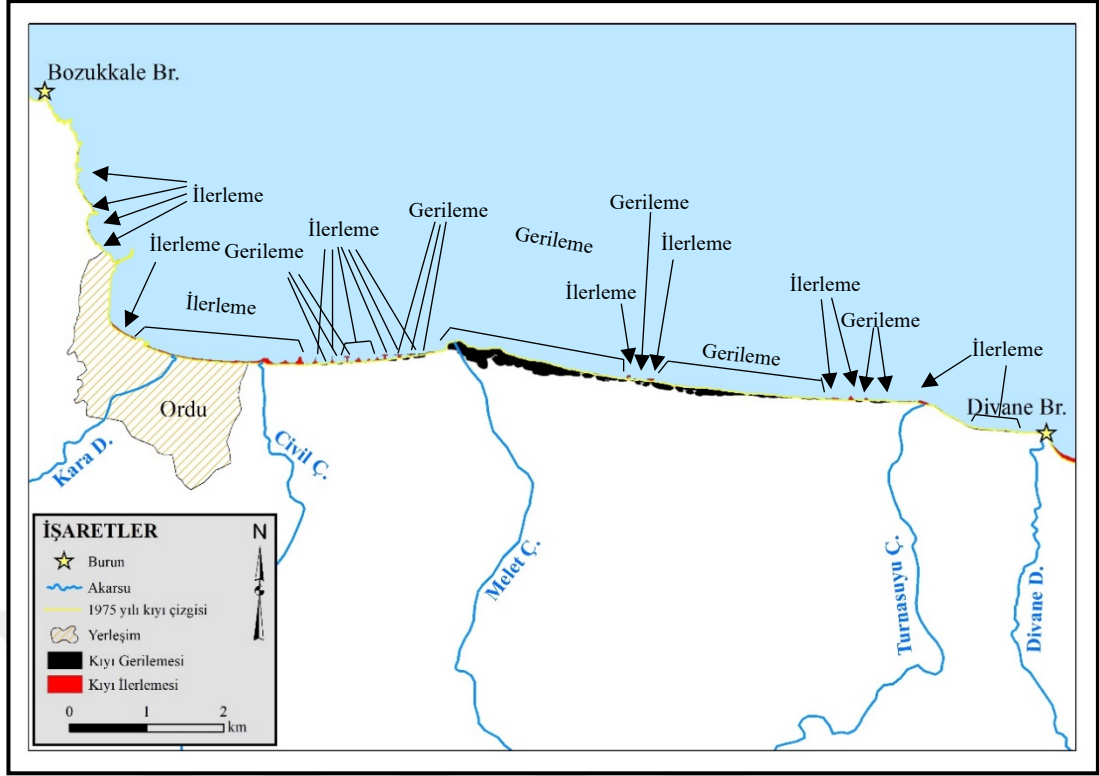 Bozukkale Br.
İlerleme
İlerleme
Gerileme
İlerleme
Gerileme
Gerileme
Gerileme
İlerleme
İlerleme
İlerleme
Gerileme
İlerleme
Gerileme
İlerleme
Divane Br.
Ordu
Kara D.
Civil Ç.
Melet Ç.
Turnasuyu Ç.
Divane D.
İŞARETLER
N
Burun
Akarsu
1975 yılı kıyı çizgisi
Yerleşim
Kıyı Gerilemesi
Kıyı İlerlemesi
0 1 2
km